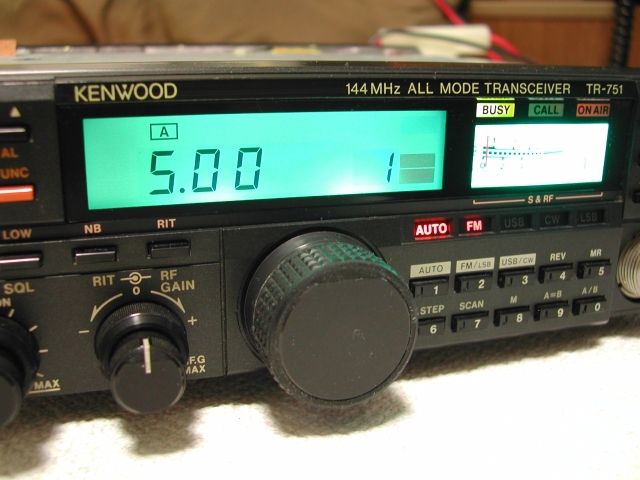 KENWOOD
144 MHz ALL MODE TRANSCEIVER TR-751
BUSY CALL ON AIR
A
5.00 1
S & RF
AL
UNC
AUTO FM USB CW LSB
LOW NB RIT
SQL
RIT 0 RF GAIN
- +
MAX
AUTO FM/LSB USB/CW REV MR
1 2 3 4 5
STEP SCAN M A=B A/B
6 7 8 9 0